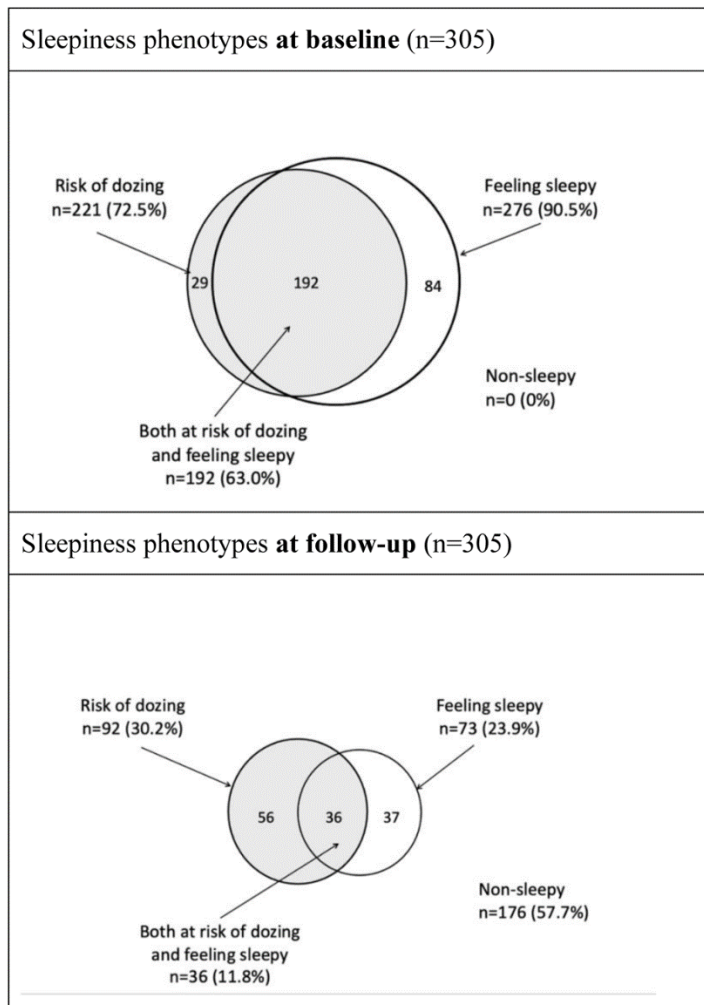 Sleepiness phenotypes at baseline (n=305)
Risk of dozing
n=221 (72.5%)
Feeling sleepy
n=276 (90.5%)
29
192
84
Non-sleepy
n=0 (0%)
Both at risk of dozing
and feeling sleepy
n=192 (63.0%)
Sleepiness phenotypes at follow-up (n=305)
Risk of dozing
n=92 (30.2%)
Feeling sleepy
n=73 (23.9%)
56
36
37
Non-sleepy
n=176 (57.7%)
Both at risk of dozing
and feeling sleepy
n=36 (11.8%)